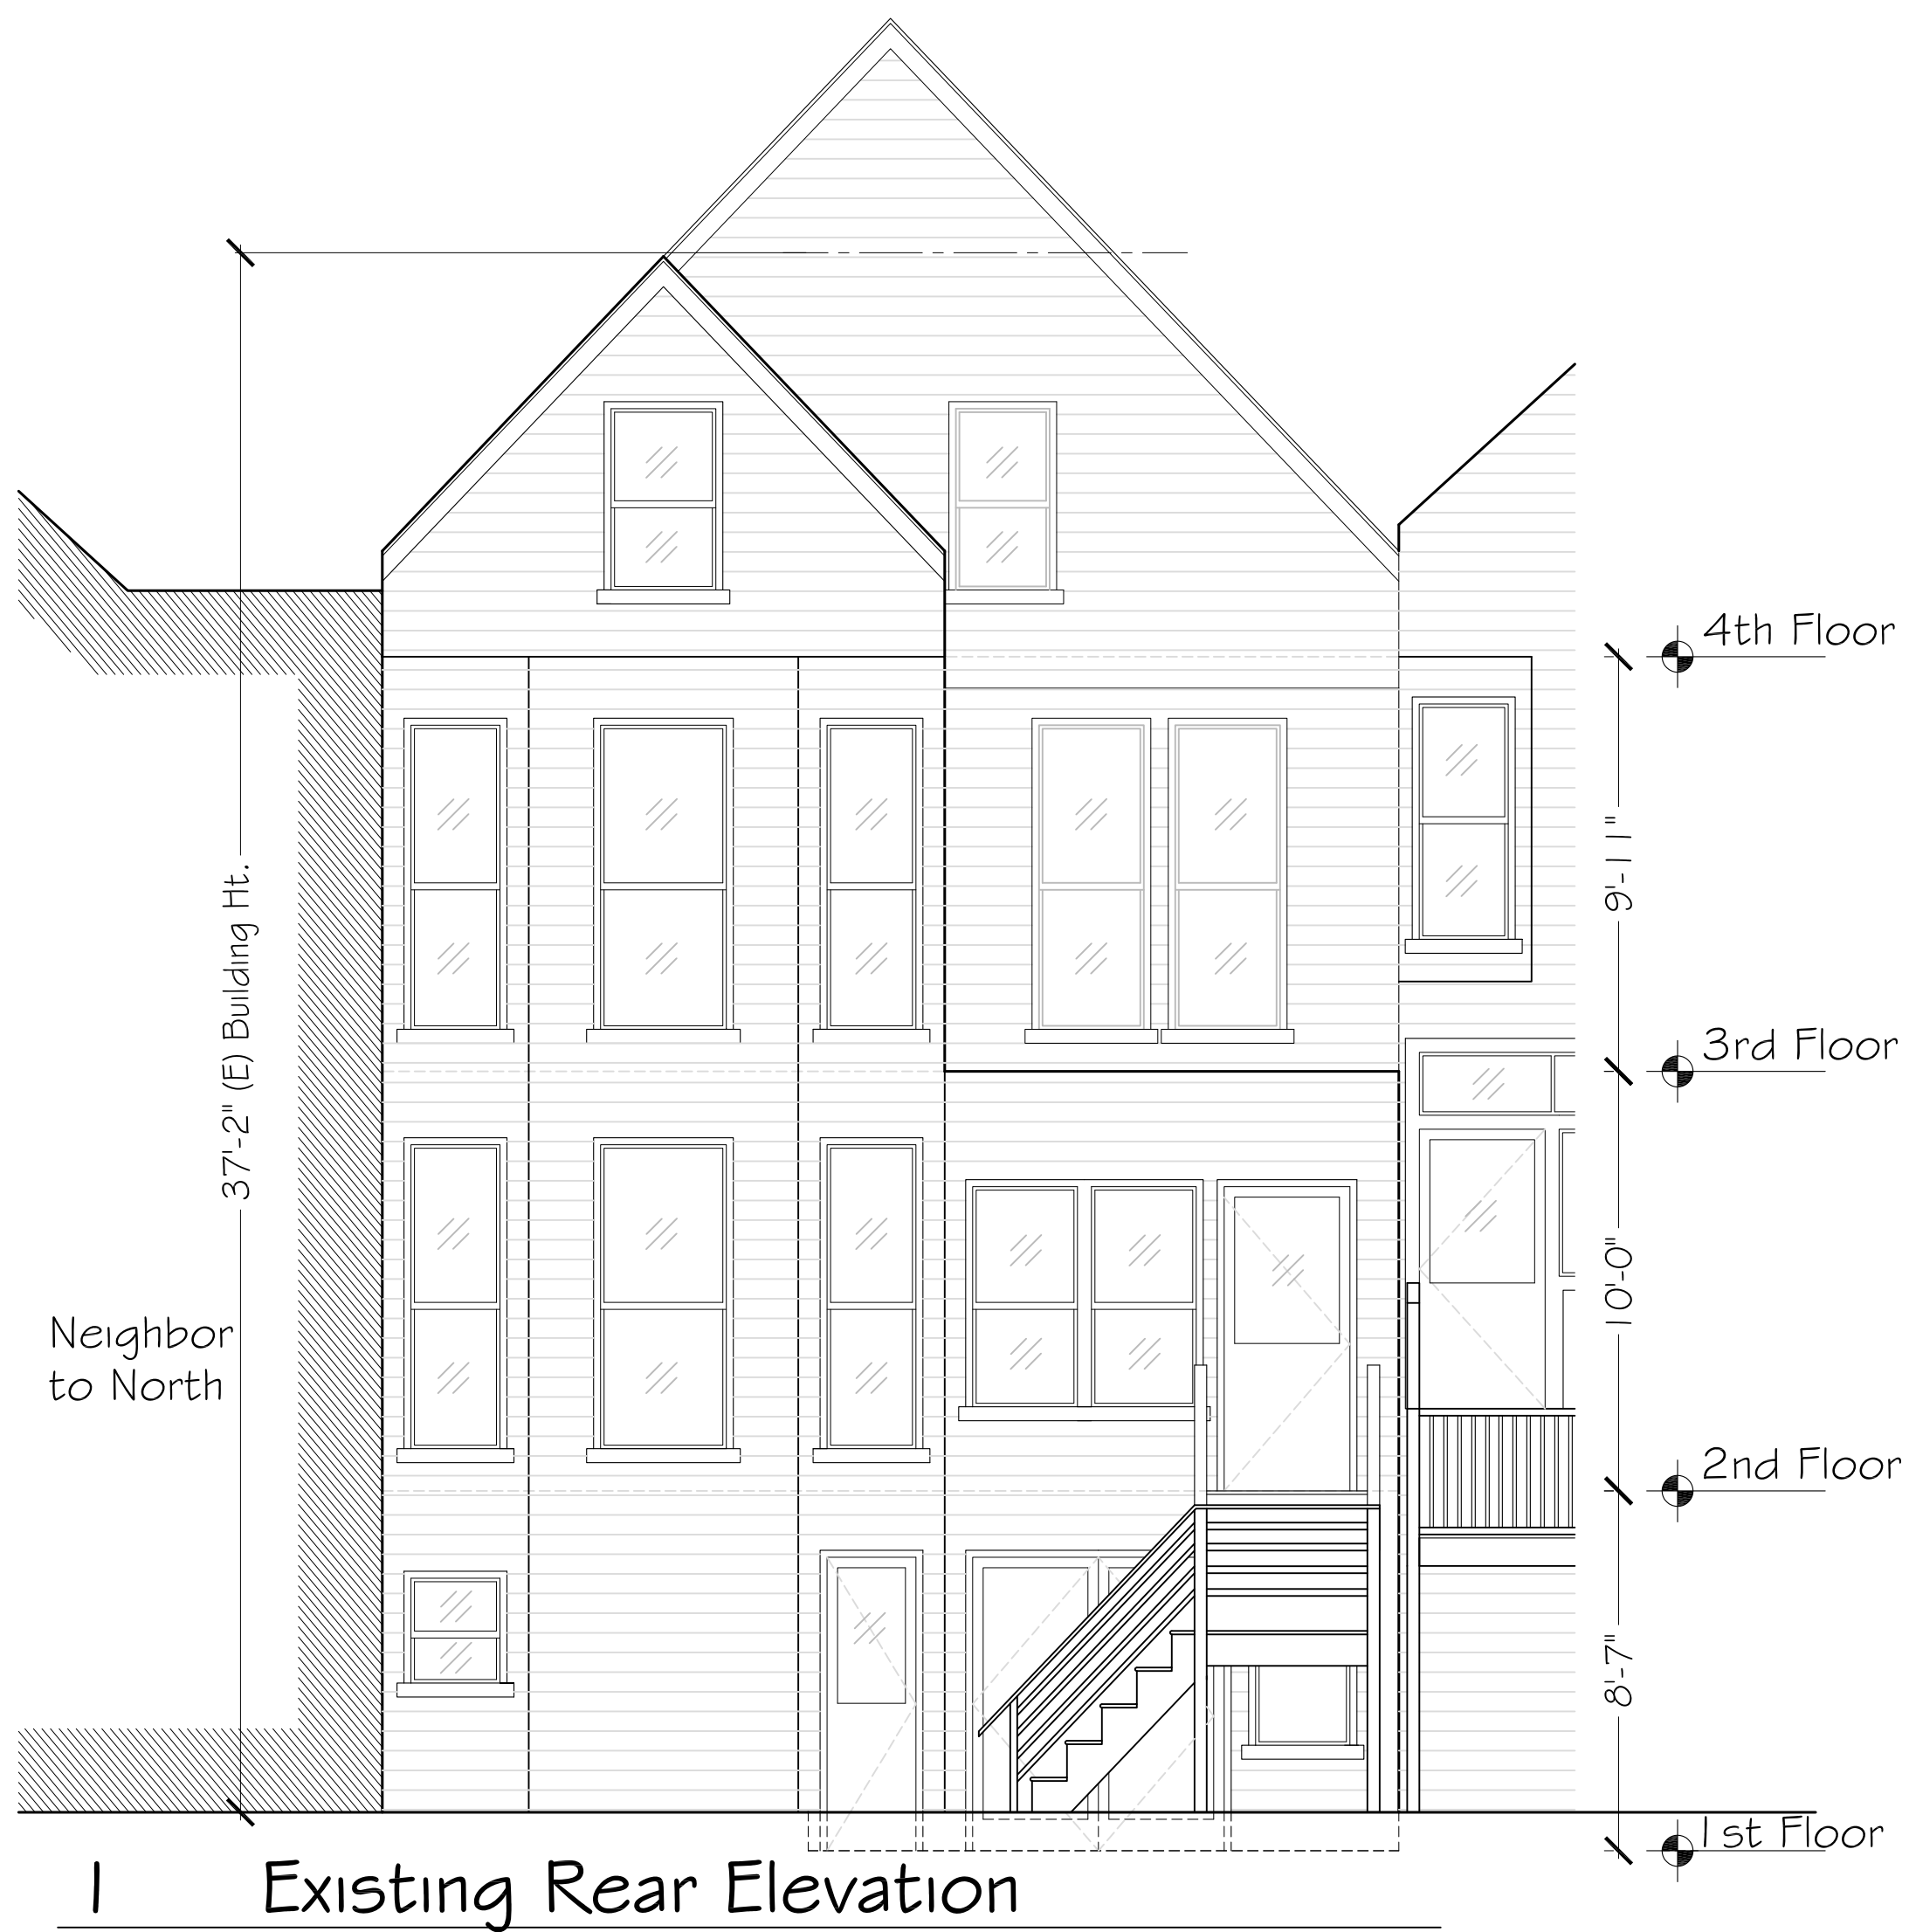 4th Floor
9'-11"
3rd Floor
37'-2" (E) Building Ht.
10'-0"
Neighbor
to North
2nd Floor
8'-7"
1st Floor
1 Existing Rear Elevation